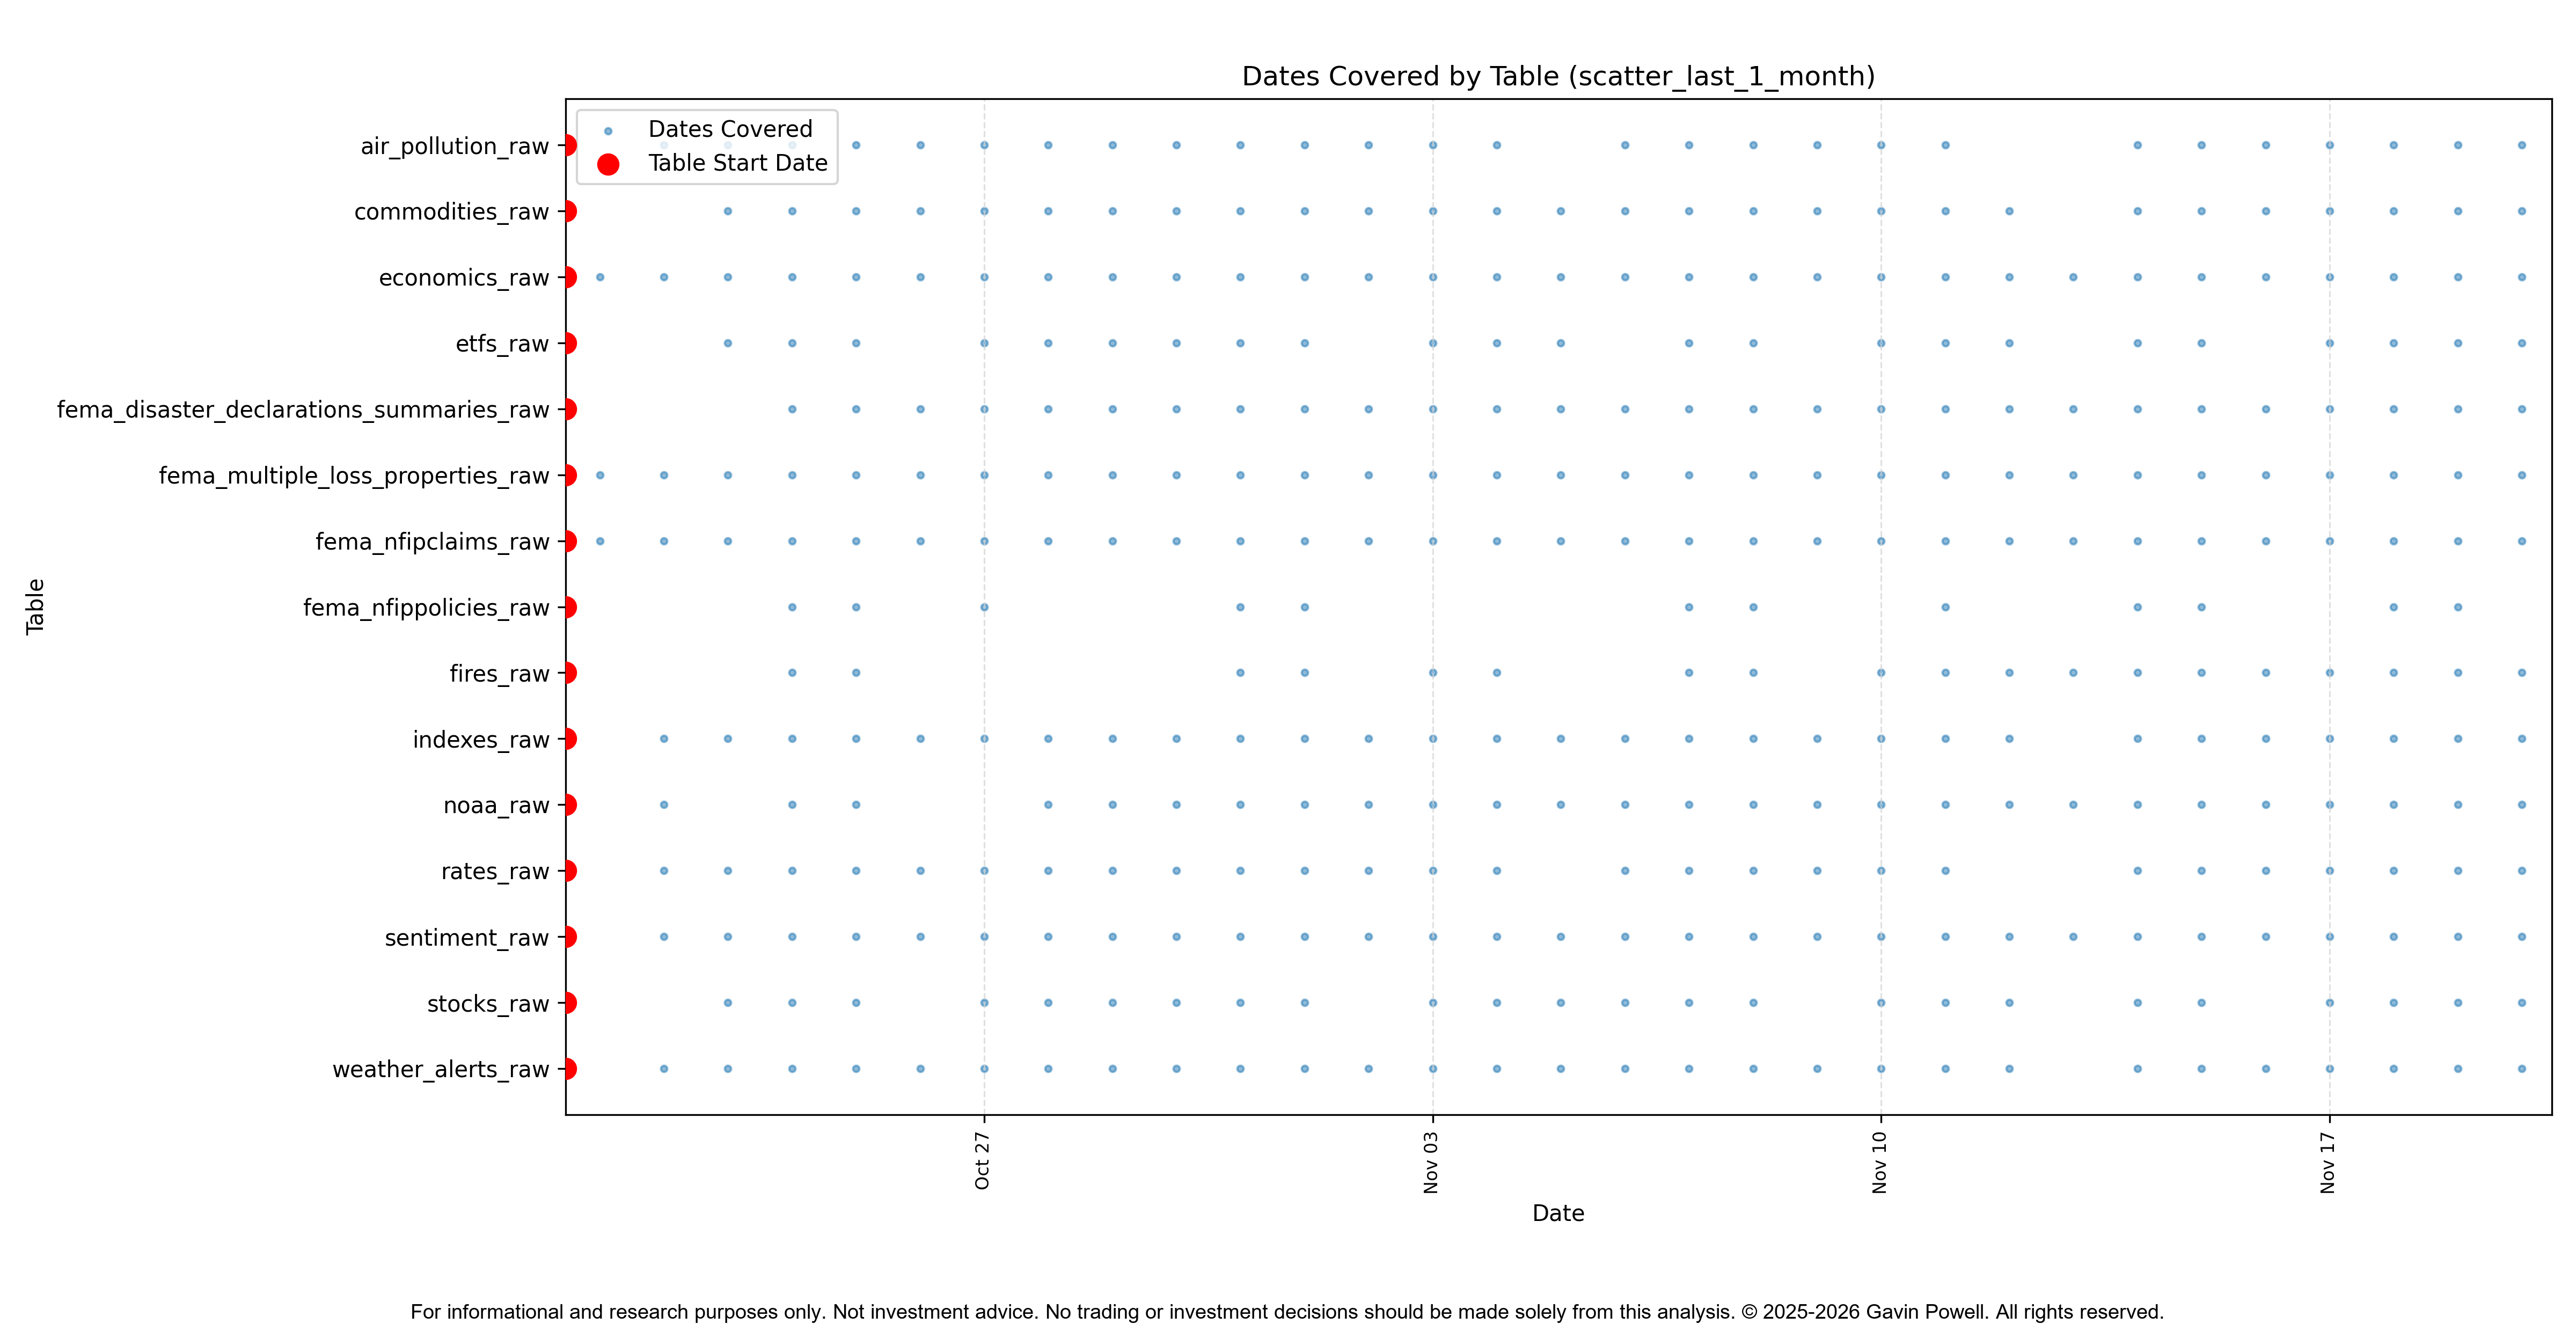 Dates Covered by Table (scatter_last_1_month)
Dates Covered
Table Start Date
air_pollution_raw
commodities_raw
economics_raw
etfs_raw
fema_disaster_declarations_summaries_raw
fema_multiple_loss_properties_raw
fema_nfipclaims_raw
fema_nfippolicies_raw
fires_raw
indexes_raw
noaa_raw
rates_raw
sentiment_raw
stocks_raw
weather_alerts_raw
Table
Oct 27
Nov 03
Nov 10
Nov 17
Date
For informational and research purposes only. Not investment advice. No trading or investment decisions should be made solely from this analysis. © 2025-2026 Gavin Powell. All rights reserved.